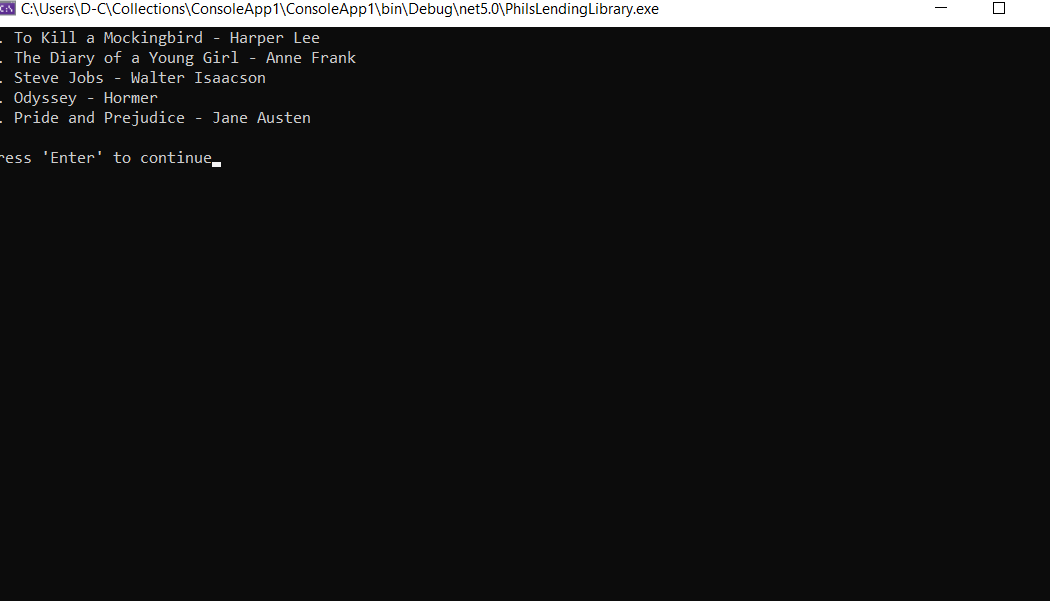 C:\Users\D-C\Collections\ConsoleApp1\ConsoleApp1\bin\Debug\net5.0\PhilsLendingLibrary.exe
. To Kill a Mockingbird - Harper Lee
. The Diary of a Young Girl - Anne Frank
. Steve Jobs - Walter Isaacson
. Odyssey - Hormer
. Pride and Prejudice - Jane Austen
ress 'Enter' to continue